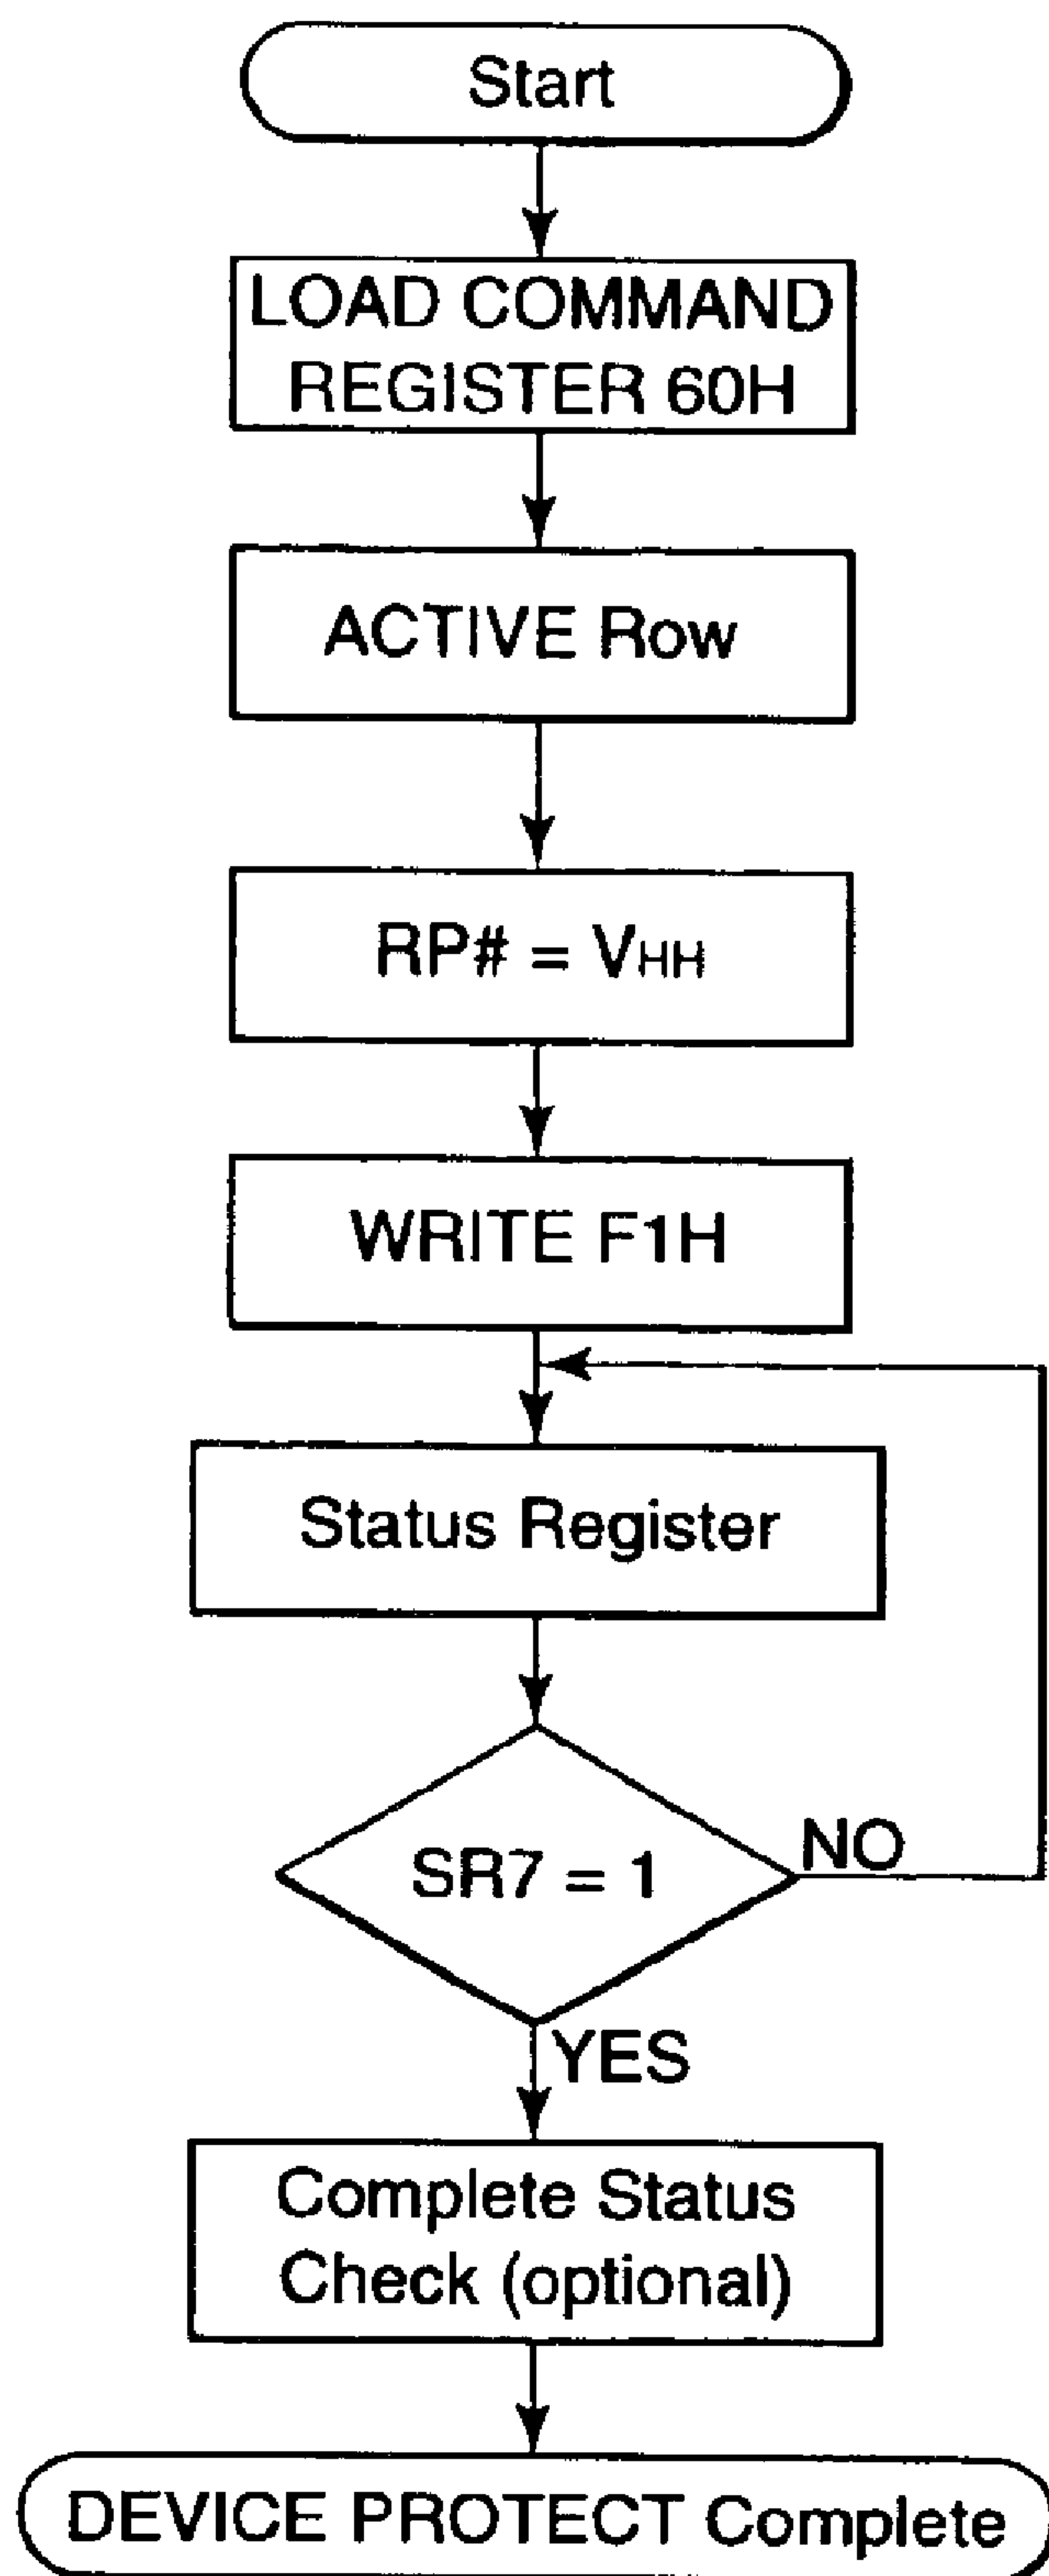 Start
LOAD COMMAND
REGISTER 60H
ACTIVE Row
RP# = VHH
WRITE F1H
Status Register
SR7 = 1
NO
YES
Complete Status
Check (optional)
DEVICE PROTECT Complete